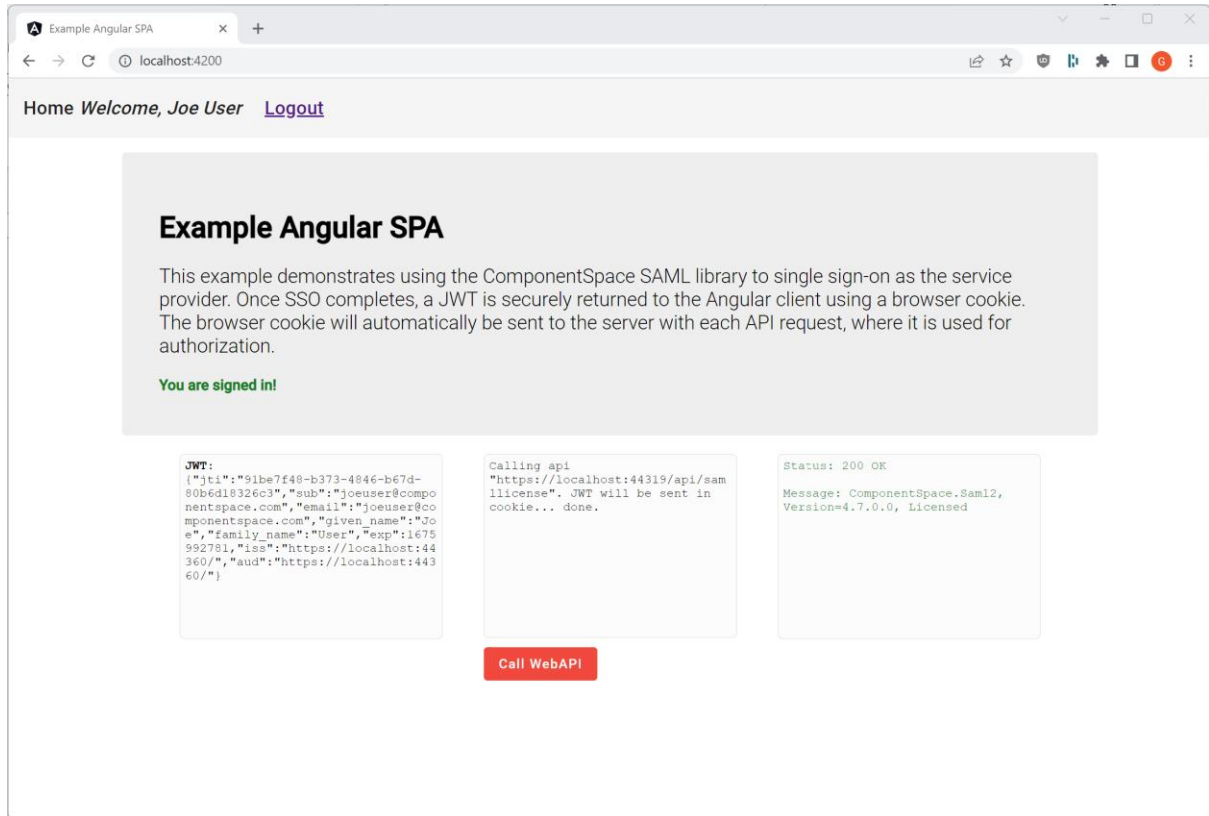 Example Angular SPA
localhost:4200
G
Home Welcome, Joe User Logout
Example Angular SPA
This example demonstrates using the ComponentSpace SAML library to single sign-on as the service
provider. Once SSO completes, a JWT is securely returned to the Angular client using a browser cookie.
The browser cookie will automatically be sent to the server with each API request, where it is used for
authorization.
You are signed in!
JWT:
{"jti":"91be7f48-b373-4846-b67d-
80b6d18326c3","sub":"joeuser@compo
nentspace.com","email":"joeuser@co
mponentspace.com","given_name":"Jo
e","family_name":"User","exp":1675
992781,"iss":"https://localhost:44
360/","aud":"https://localhost:443
60/"}
Calling api
"https://localhost:44319/api/sam
llicense". JWT will be sent in
cookie... done.
Status: 200 OK
Message: ComponentSpace.Saml2,
Version=4.7.0.0, Licensed
Call WebAPI